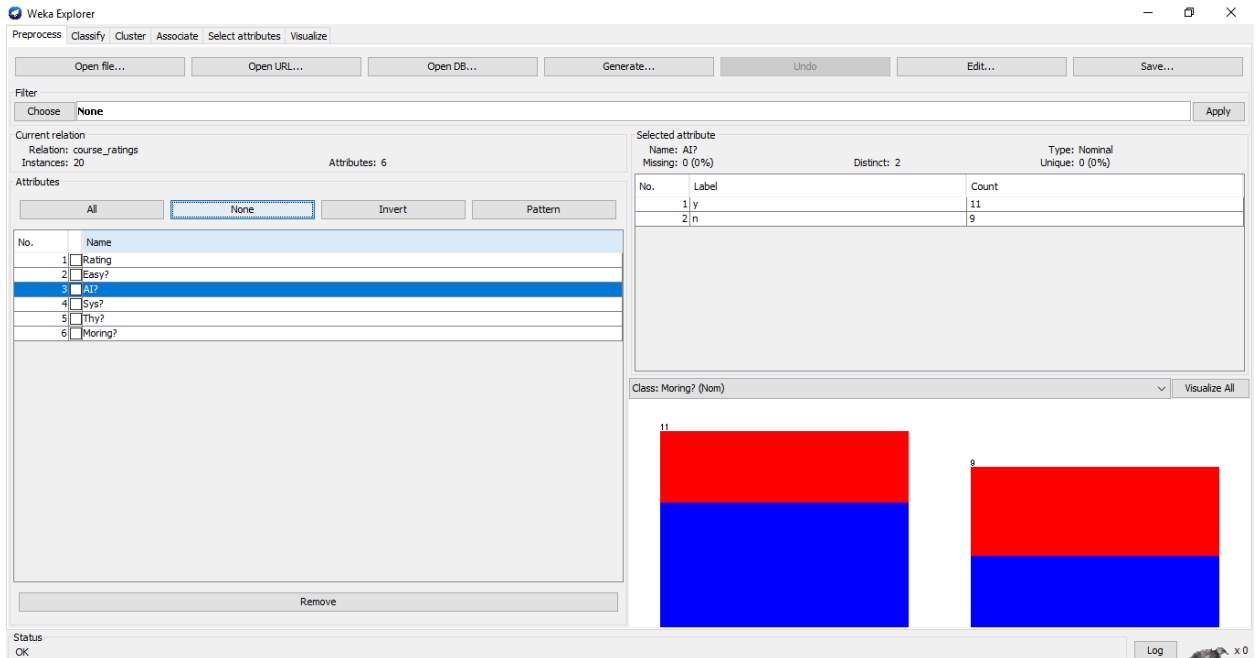 Weka Explorer
Preprocess Classify Cluster Associate Select attributes Visualize
Open file... Open URL... Open DB... Generate... Undo Edit... Save...
Filter
Choose None Apply
Current relation
Relation: course_ratings
Instances: 20 Attributes: 6
Attributes
All None Invert Pattern
No. Name
1 Rating
2 Easy?
3 AI?
4 Sys?
5 Thy?
6 Moring?
Remove
Selected attribute
Name: AI? Type: Nominal
Missing: 0 (0%) Distinct: 2 Unique: 0 (0%)
No. Label Count
1 y 11
2 n 9
Class: Moring? (Nom) Visualize All
11
9
Status
OK Log x 0